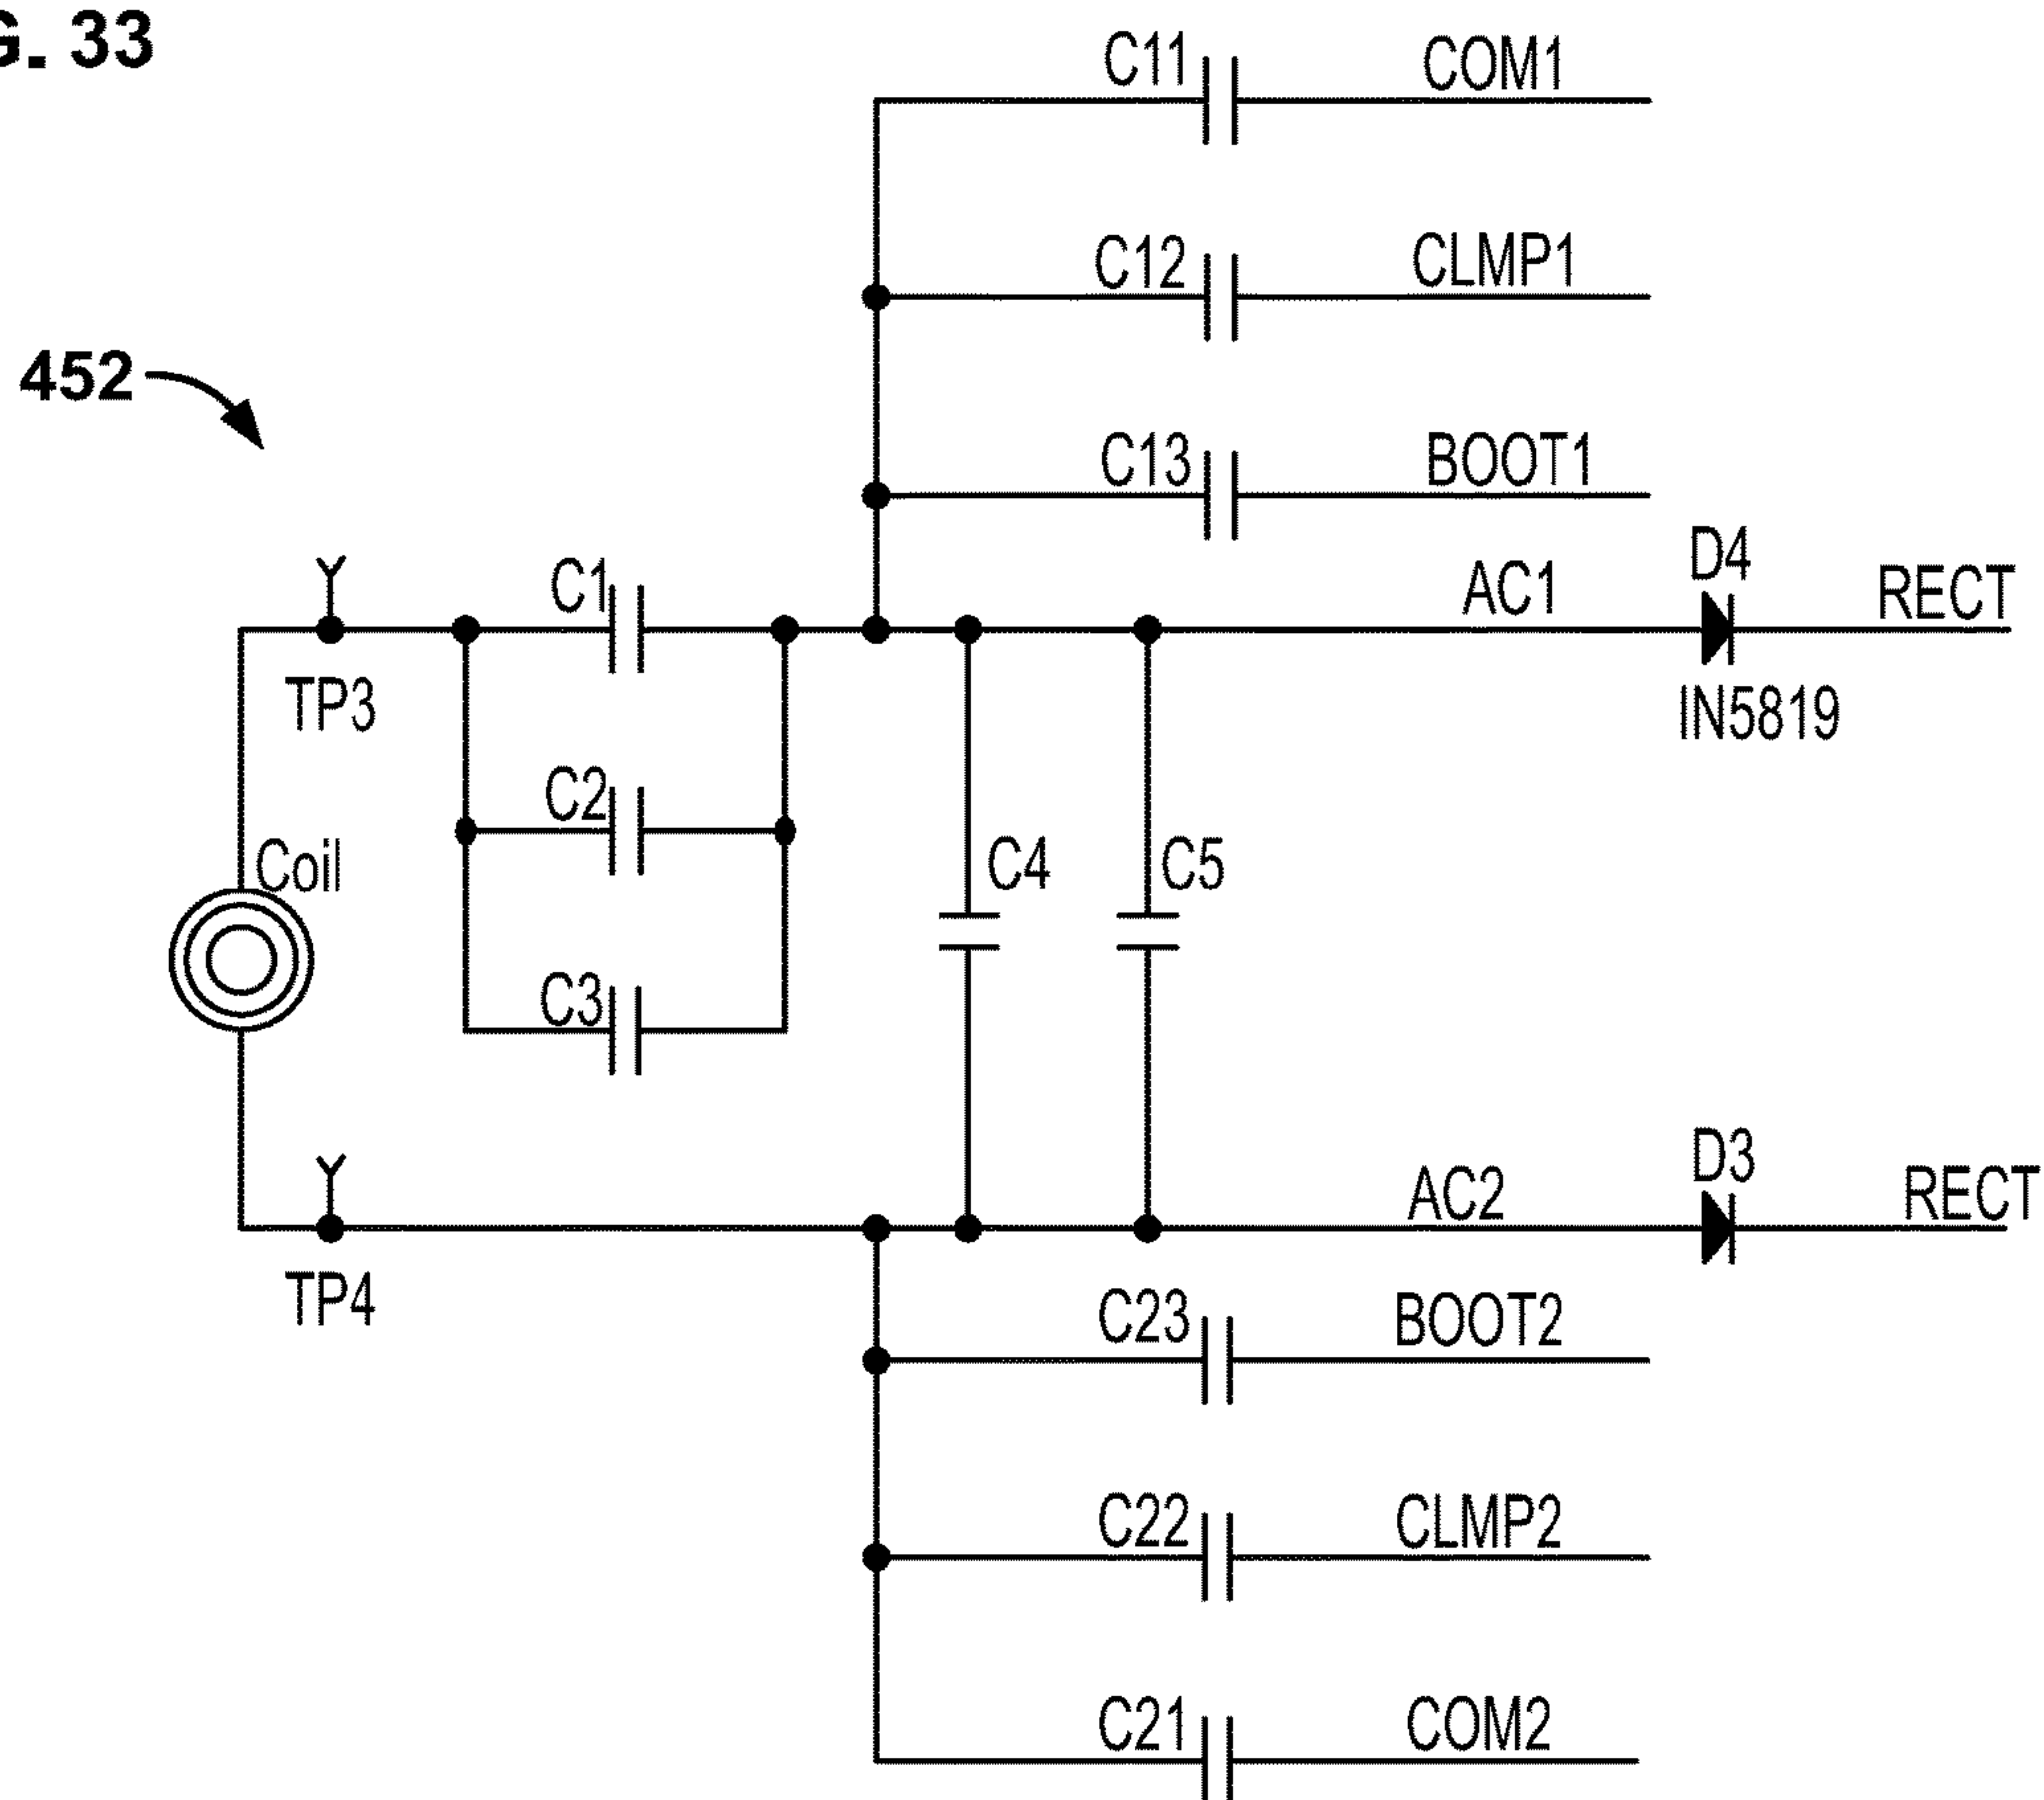 G. 33
C11 COM1
C12 CLMP1
452
C13 BOOT1
Y
C1
AC1
D4
RECT
TP3
IN5819
C2
Coil
C4
C5
C3
Y
AC2
D3
RECT
TP4
C23 BOOT2
C22 CLMP2
C21 COM2